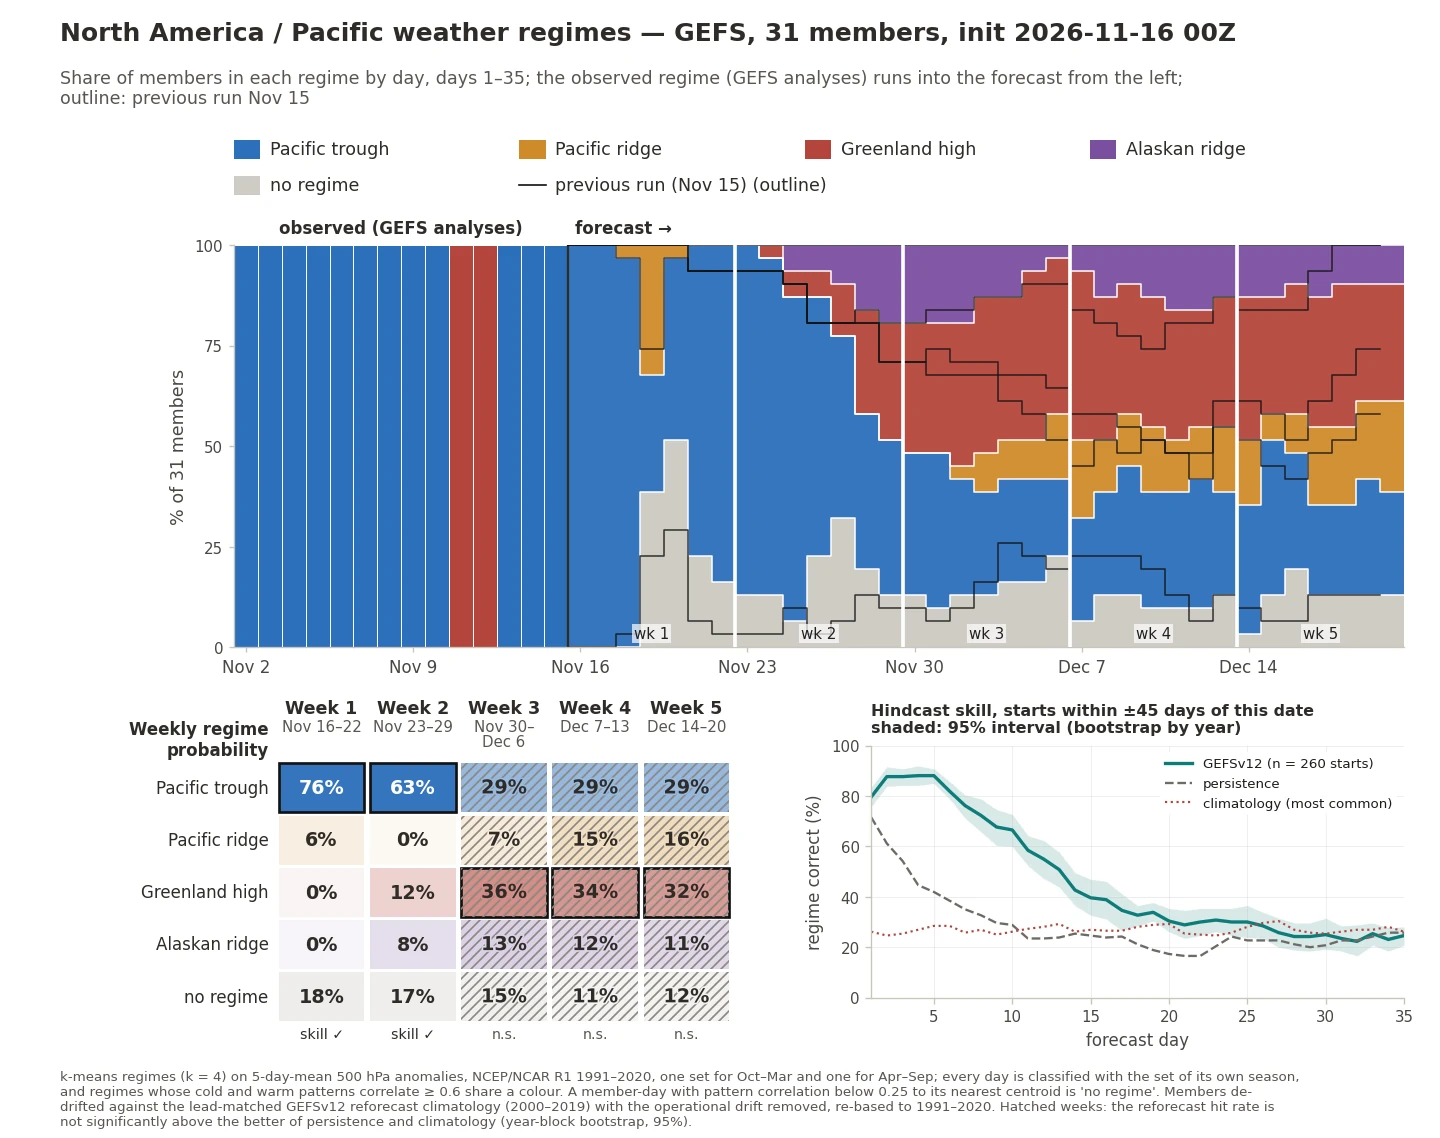 North America / Pacific weather regimes — GEFS, 31 members, init 2026-11-16 00Z
Share of members in each regime by day, days 1–35; the observed regime (GEFS analyses) runs into the forecast from the left;
outline: previous run Nov 15
Pacific trough
Pacific ridge
Greenland high
Alaskan ridge
no regime
previous run (Nov 15) (outline)
observed (GEFS analyses)
forecast →
% of 31 members
100
75
50
25
0
wk 1
wk 2
wk 3
wk 4
wk 5
Nov 2
Nov 9
Nov 16
Nov 23
Nov 30
Dec 7
Dec 14
Weekly regime
probability
Week 1
Nov 16–22
Week 2
Nov 23–29
Week 3
Nov 30–
Dec 6
Week 4
Dec 7–13
Week 5
Dec 14–20
Pacific trough 76% 63% 29% 29% 29%
Pacific ridge 6% 0% 7% 15% 16%
Greenland high 0% 12% 36% 34% 32%
Alaskan ridge 0% 8% 13% 12% 11%
no regime 18% 17% 15% 11% 12%
skill ✓ skill ✓ n.s. n.s. n.s.
Hindcast skill, starts within ±45 days of this date
shaded: 95% interval (bootstrap by year)
GEFSv12 (n = 260 starts)
persistence
climatology (most common)
regime correct (%)
100
80
60
40
20
0
5
10
15
20
25
30
35
forecast day
k-means regimes (k = 4) on 5-day-mean 500 hPa anomalies, NCEP/NCAR R1 1991–2020, one set for Oct–Mar and one for Apr–Sep; every day is classified with the set of its own season,
and regimes whose cold and warm patterns correlate ≥ 0.6 share a colour. A member-day with pattern correlation below 0.25 to its nearest centroid is 'no regime'. Members de-
drifted against the lead-matched GEFSv12 reforecast climatology (2000–2019) with the operational drift removed, re-based to 1991–2020. Hatched weeks: the reforecast hit rate is
not significantly above the better of persistence and climatology (year-block bootstrap, 95%).